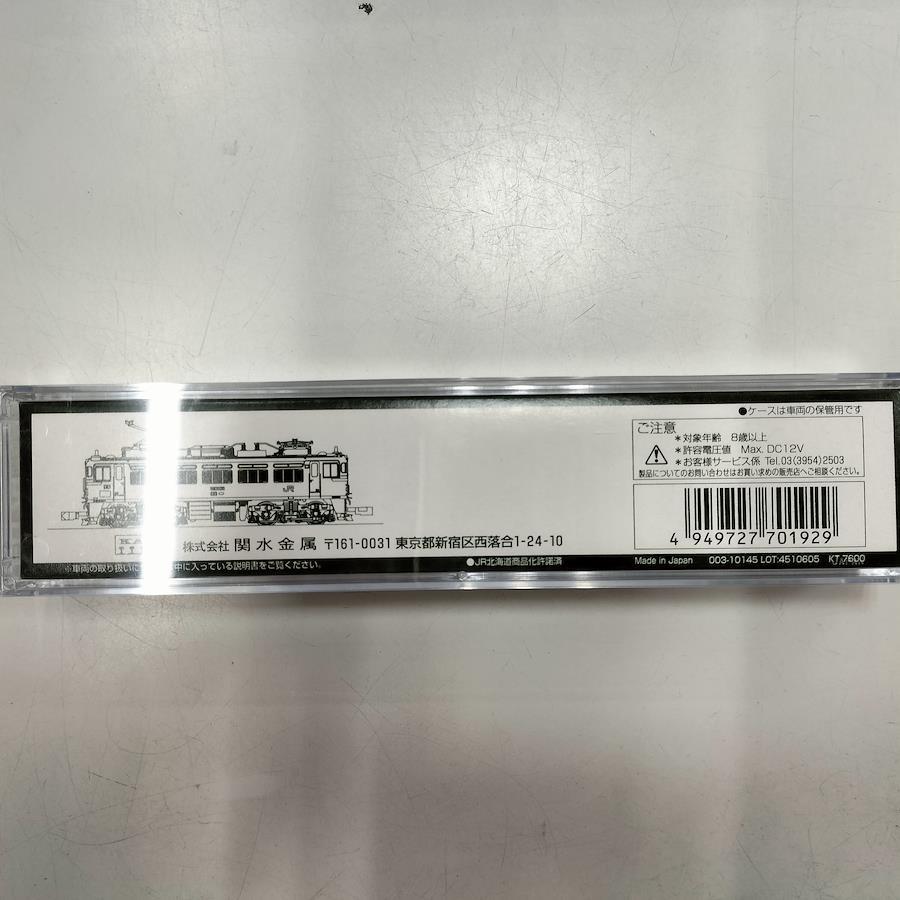 ●ケースは車両の保管用です
ご注意
*対象年齢 8歳以上
*許容電圧値 Max. DC12V
*お客様サービス係 Tel.03(3954)2503
製品についてのお問い合わせはお買い求めの販売店へご相談ください。
JR
4 949727 701929
株式会社 関水金属 〒161-0031 東京都新宿区西落合1-24-10
※車両の取り扱いに 中に入っている説明書をご覧ください。
●JR北海道商品化許諾済
Made in Japan 003-10145 LOT:4510605 KT-7600